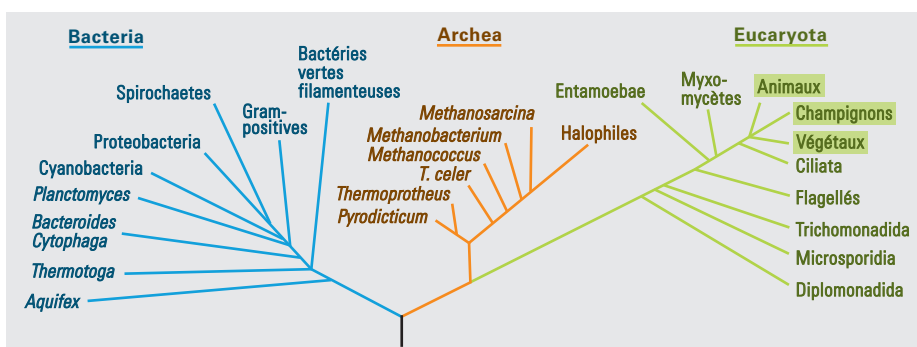 Bacteria
Archea
Eucaryota
Bactéries
vertes
filamenteuses
Spirochaetes
Gram-
positives
Proteobacteria
Cyanobacteria
Planctomyces
Bacteroides
Cytophaga
Thermotoga
Aquifex
Methanosarcina
Methanobacterium
Methanococcus
T. celer
Thermoprotheus
Pyrodicticum
Halophiles
Entamoebae
Myxo-
mycètes
Animaux
Champignons
Végétaux
Ciliata
Flagellés
Trichomonadida
Microsporidia
Diplomonadida